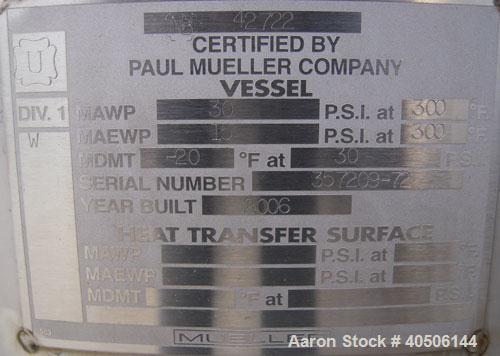 42722
CERTIFIED BY
PAUL MUELLER COMPANY
VESSEL
U
DIV. 1
W
MAWP 30 P.S.I. at 300 °F
MAEWP 15 P.S.I. at 300 °F
MDMT -20 °F at 30 P.S.I.
SERIAL NUMBER 357209-72
YEAR BUILT 2006
HEAT TRANSFER SURFACE
MAWP - P.S.I. at - °F
MAEWP - P.S.I. at
MDMT - °F at
MUELLER
Aaron Stock #40506144